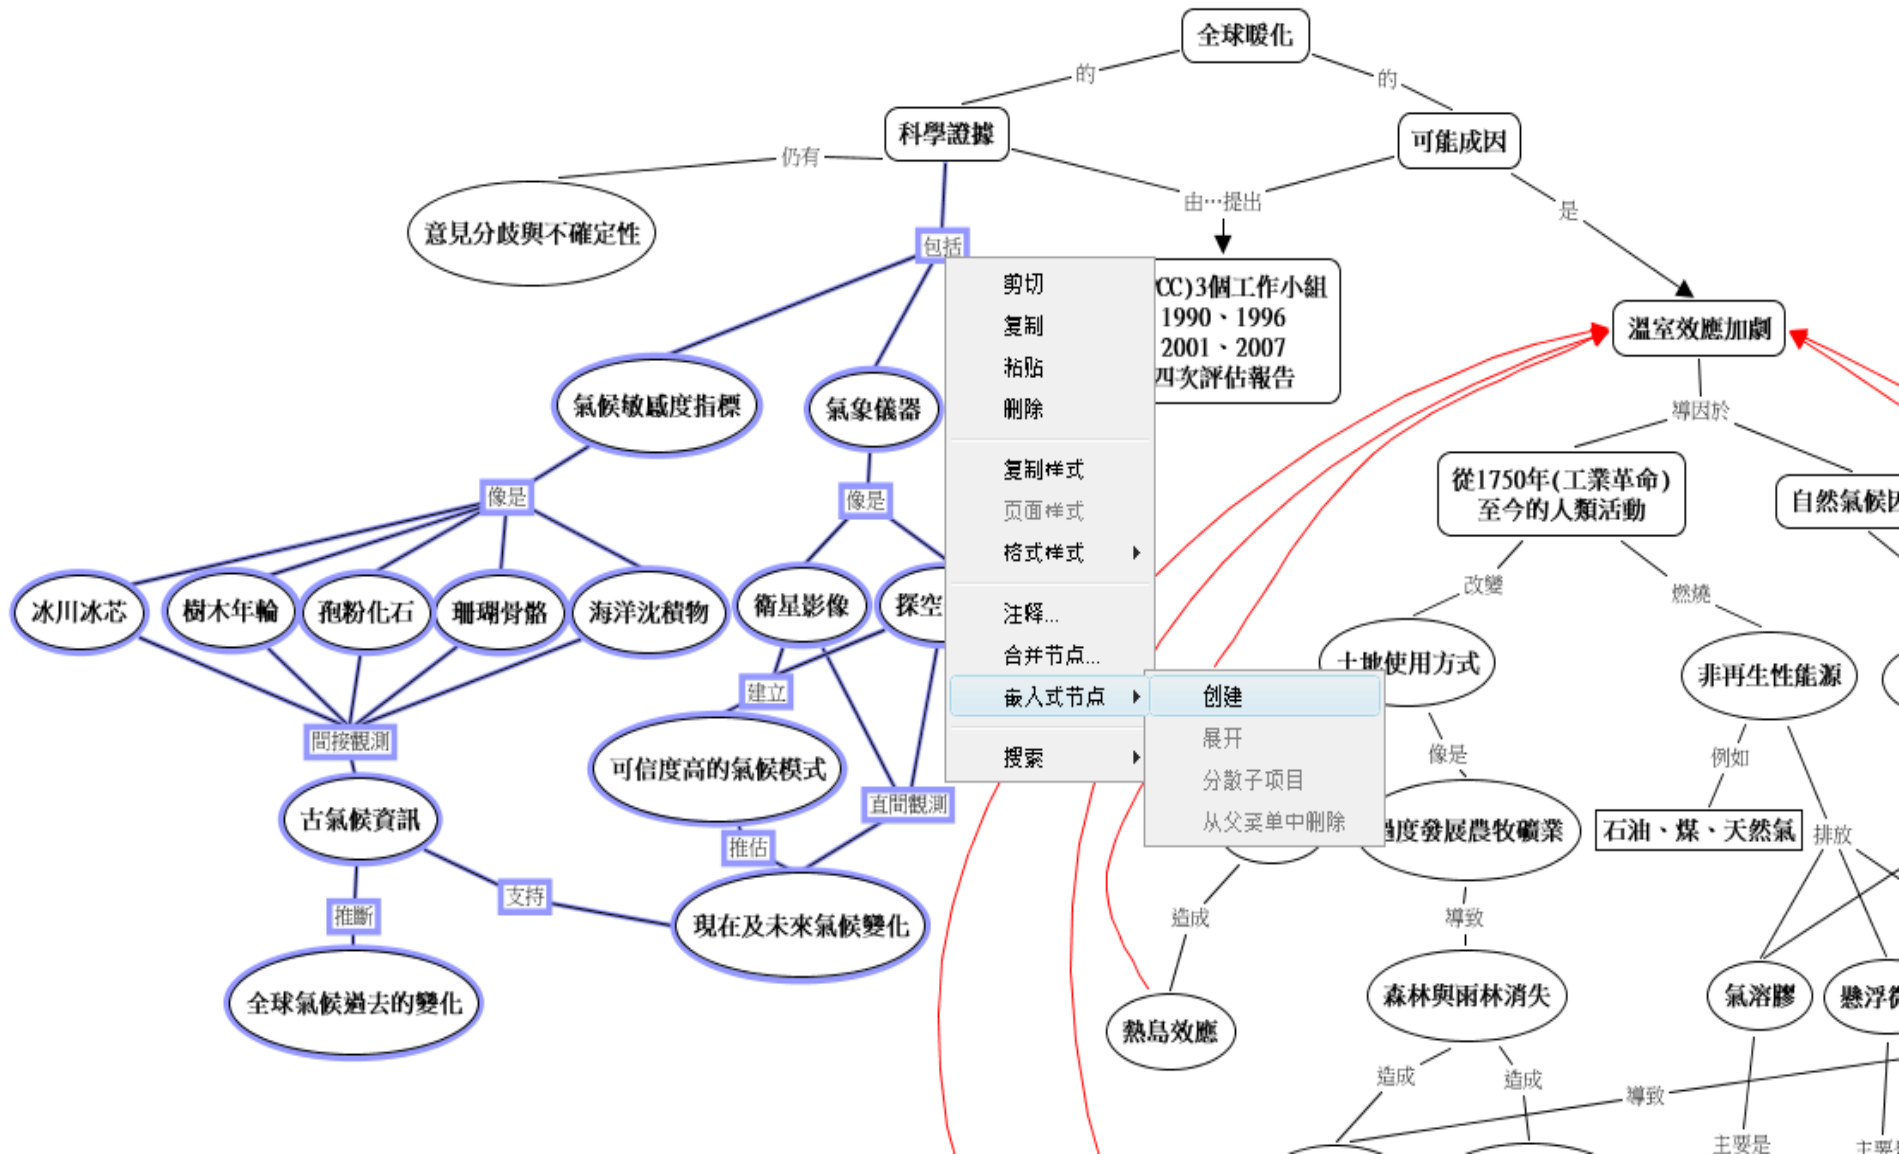 全球暖化
的
的
科學證據
可能成因
仍有
由…提出
是
意見分歧與不確定性
包括
CC)3個工作小組
1990、1996
2001、2007
四次評估報告
溫室效應加劇
導因於
氣候敏感度指標
氣象儀器
像是
像是
從1750年(工業革命)
至今的人類活動
自然氣候因
改變
燃燒
冰川冰芯
樹木年輪
孢粉化石
珊瑚骨骼
海洋沈積物
衛星影像
探空
土地使用方式
非再生性能源
建立
間接觀測
可信度高的氣候模式
直間觀測
像是
例如
古氣候資訊
推估
過度發展農牧礦業
石油、煤、天然氣
排放
支持
推斷
現在及未來氣候變化
造成
導致
全球氣候過去的變化
熱島效應
森林與雨林消失
氣溶膠
懸浮微
造成
造成
導致
主要是
主要是
剪切
复制
粘贴
删除
复制样式
页面样式
格式样式
注释...
合并节点...
嵌入式节点
搜索
创建
展开
分散子项目
从父菜单中删除